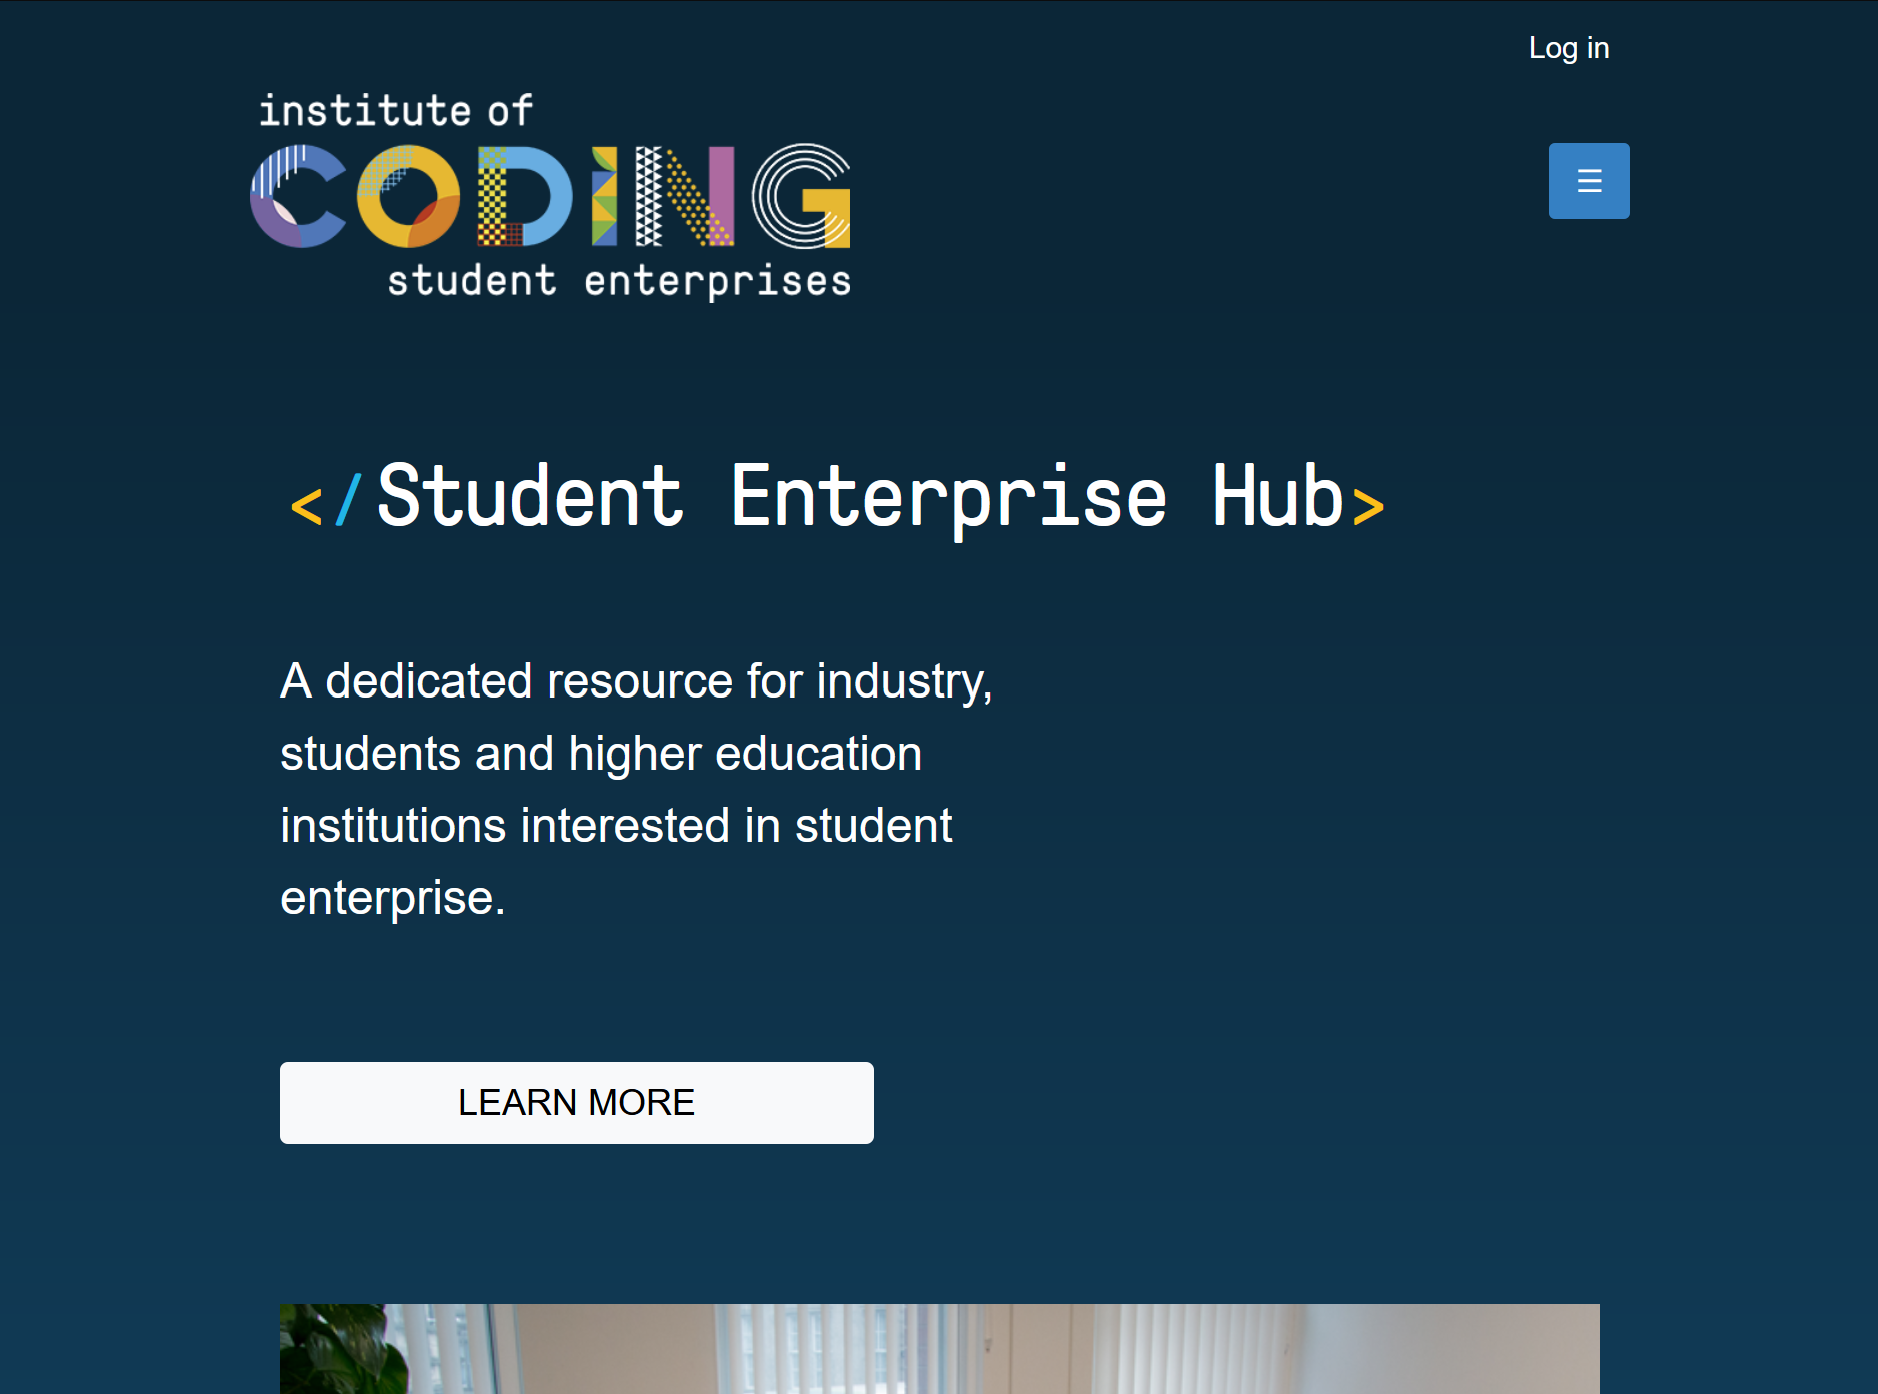 Log in
institute of
CODING
student enterprises
</Student Enterprise Hub>
A dedicated resource for industry,
students and higher education
institutions interested in student
enterprise.
LEARN MORE